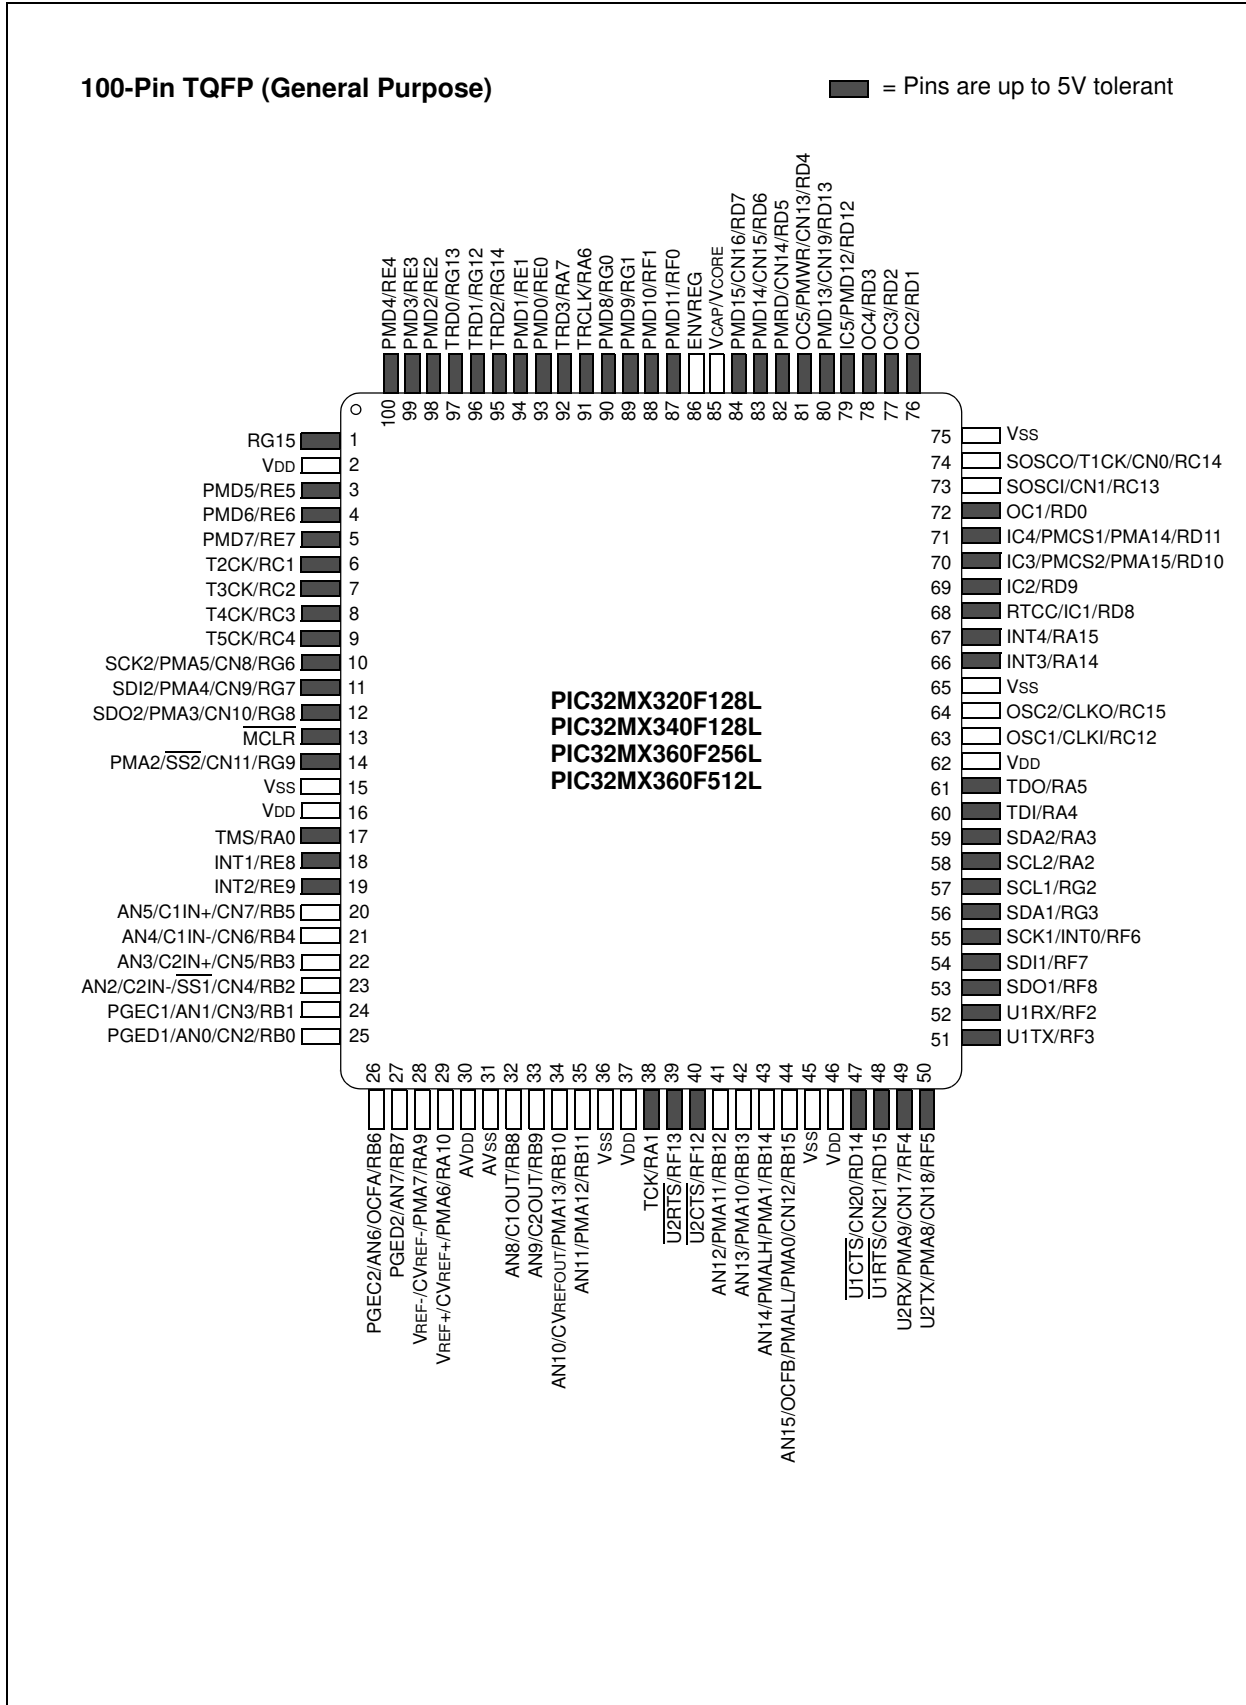 100-Pin TQFP (General Purpose)
= Pins are up to 5V tolerant
PMD4/RE4
PMD3/RE3
PMD2/RE2
TRD0/RG13
TRD1/RG12
TRD2/RG14
PMD1/RE1
PMD0/RE0
TRD3/RA7
TRCLK/RA6
PMD8/RG0
PMD9/RG1
PMD10/RF1
PMD11/RF0
ENVREG
VCAP/VCORE
PMD15/CN16/RD7
PMD14/CN15/RD6
PMRD/CN14/RD5
OC5/PMWR/CN13/RD4
PMD13/CN19/RD13
IC5/PMD12/RD12
OC4/RD3
OC3/RD2
OC2/RD1
100
99
98
97
96
95
94
93
92
91
90
89
88
87
86
85
84
83
82
81
80
79
78
77
76
RG15 1
VDD 2
PMD5/RE5 3
PMD6/RE6 4
PMD7/RE7 5
T2CK/RC1 6
T3CK/RC2 7
T4CK/RC3 8
T5CK/RC4 9
SCK2/PMA5/CN8/RG6 10
SDI2/PMA4/CN9/RG7 11
SDO2/PMA3/CN10/RG8 12
MCLR 13
PMA2/SS2/CN11/RG9 14
VSS 15
VDD 16
TMS/RA0 17
INT1/RE8 18
INT2/RE9 19
AN5/C1IN+/CN7/RB5 20
AN4/C1IN-/CN6/RB4 21
AN3/C2IN+/CN5/RB3 22
AN2/C2IN-/SS1/CN4/RB2 23
PGEC1/AN1/CN3/RB1 24
PGED1/AN0/CN2/RB0 25
PIC32MX320F128L
PIC32MX340F128L
PIC32MX360F256L
PIC32MX360F512L
75 VSS
74 SOSCO/T1CK/CN0/RC14
73 SOSCI/CN1/RC13
72 OC1/RD0
71 IC4/PMCS1/PMA14/RD11
70 IC3/PMCS2/PMA15/RD10
69 IC2/RD9
68 RTCC/IC1/RD8
67 INT4/RA15
66 INT3/RA14
65 VSS
64 OSC2/CLKO/RC15
63 OSC1/CLKI/RC12
62 VDD
61 TDO/RA5
60 TDI/RA4
59 SDA2/RA3
58 SCL2/RA2
57 SCL1/RG2
56 SDA1/RG3
55 SCK1/INT0/RF6
54 SDI1/RF7
53 SDO1/RF8
52 U1RX/RF2
51 U1TX/RF3
26
27
28
29
30
31
32
33
34
35
36
37
38
39
40
41
42
43
44
45
46
47
48
49
50
PGEC2/AN6/OCFA/RB6
PGED2/AN7/RB7
VREF-/CVREF-/PMA7/RA9
VREF+/CVREF+/PMA6/RA10
AVDD
AVSS
AN8/C1OUT/RB8
AN9/C2OUT/RB9
AN10/CVREFOUT/PMA13/RB10
AN11/PMA12/RB11
VSS
VDD
TCK/RA1
U2RTS/RF13
U2CTS/RF12
AN12/PMA11/RB12
AN13/PMA10/RB13
AN14/PMALH/PMA1/RB14
AN15/OCFB/PMALL/PMA0/CN12/RB15
VSS
VDD
U1CTS/CN20/RD14
U1RTS/CN21/RD15
U2RX/PMA9/CN17/RF4
U2TX/PMA8/CN18/RF5